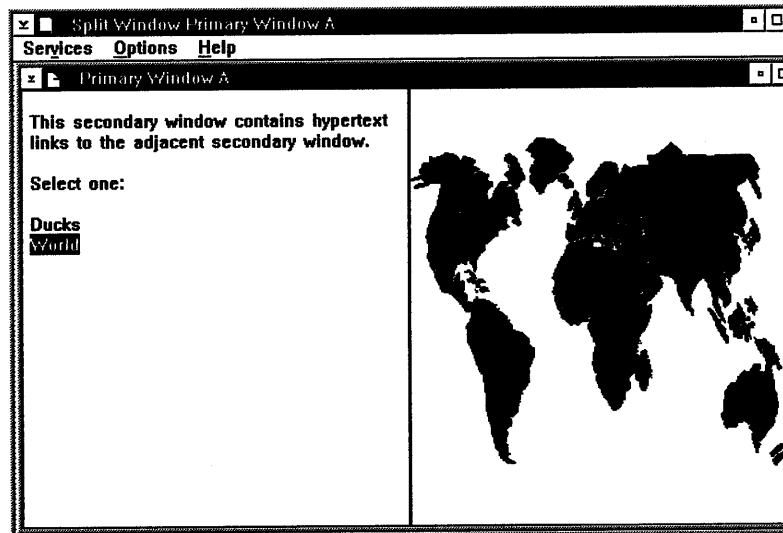 Split Window Primary Window A
Services Options Help
Primary Window A
This secondary window contains hypertext
links to the adjacent secondary window.
Select one:
Ducks
World